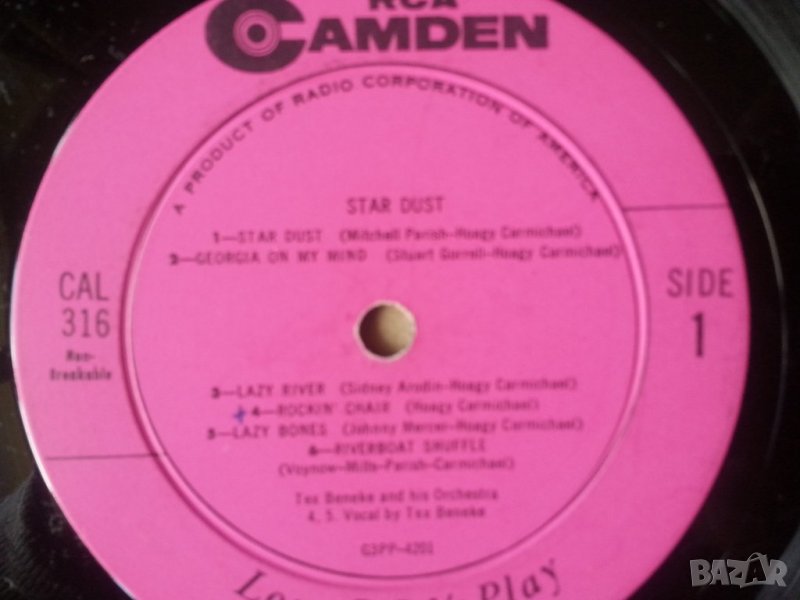 RCA
CAMDEN
A PRODUCT OF RADIO CORPORATION OF AMERICA
STAR DUST
1—STAR DUST (Mitchell Parish-Hoagy Carmichael)
2—GEORGIA ON MY MIND (Stuart Gorrell-Hoagy Carmichael)
CAL
316
Non-
Breakable
SIDE
1
3—LAZY RIVER (Sidney Arodin-Hoagy Carmichael)
4—ROCKIN' CHAIR (Hoagy Carmichael)
5—LAZY BONES (Johnny Mercer-Hoagy Carmichael)
6—RIVERBOAT SHUFFLE
(Voynow-Mills-Parish-Carmichael)
Tex Beneke and his Orchestra
4, 5. Vocal by Tex Beneke
G3PP-4201
Play
BAZAR